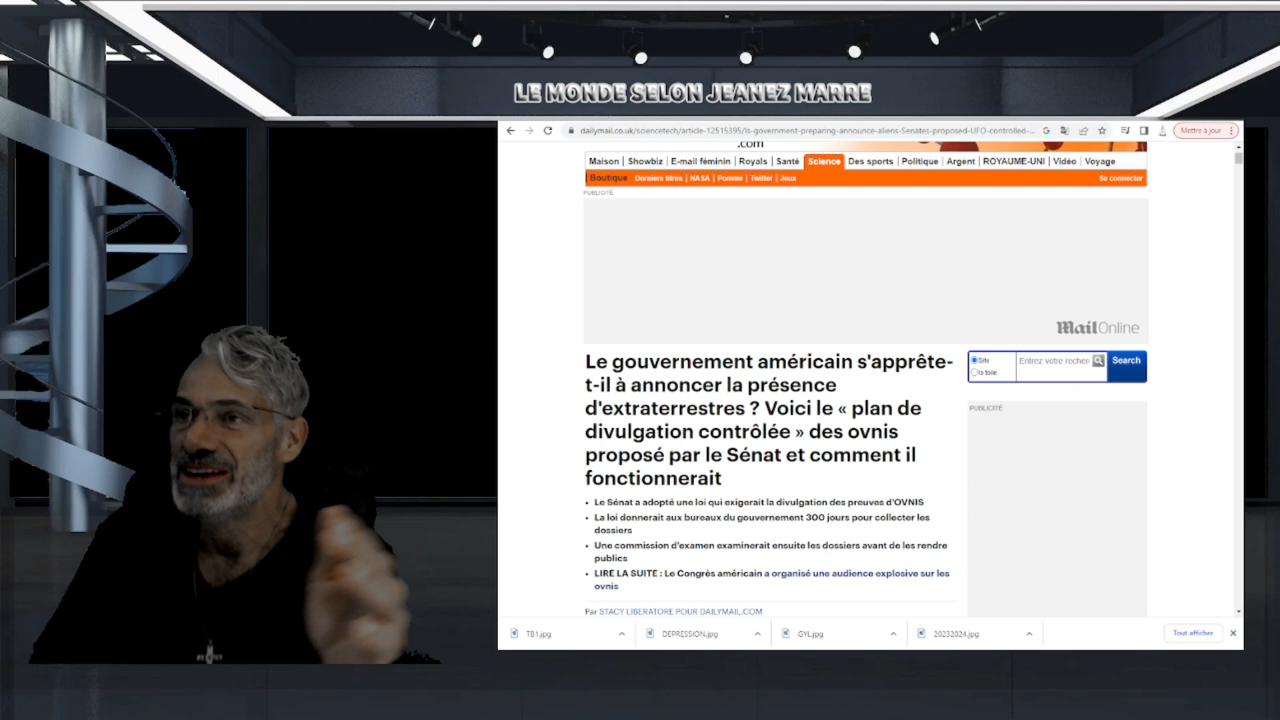 LE MONDE SELON JEANEZ MARRE
dailymail.co.uk/sciencetech/article-12515395/Is-government-preparing-announce-aliens-Senates-proposed-UFO-controlled-...
Mettre à jour
.com
Maison | Showbiz | E-mail féminin | Royals | Santé | Science | Des sports | Politique | Argent | ROYAUME-UNI | Vidéo | Voyage
Boutique Derniers titres | NASA | Pomme | Twitter | Jeux Se connecter
PUBLICITÉ
MailOnline
Le gouvernement américain s'apprête-
t-il à annoncer la présence
d'extraterrestres ? Voici le « plan de
divulgation contrôlée » des ovnis
proposé par le Sénat et comment il
fonctionnerait
Site
la toile
Entrez votre recher
Search
PUBLICITÉ
• Le Sénat a adopté une loi qui exigerait la divulgation des preuves d'OVNIS
• La loi donnerait aux bureaux du gouvernement 300 jours pour collecter les
dossiers
• Une commission d'examen examinerait ensuite les dossiers avant de les rendre
publics
• LIRE LA SUITE : Le Congrès américain a organisé une audience explosive sur les
ovnis
Par STACY LIBERATORE POUR DAILYMAIL.COM
TB1.jpg
DEPRESSION.jpg
GYL.jpg
20232024.jpg
Tout afficher